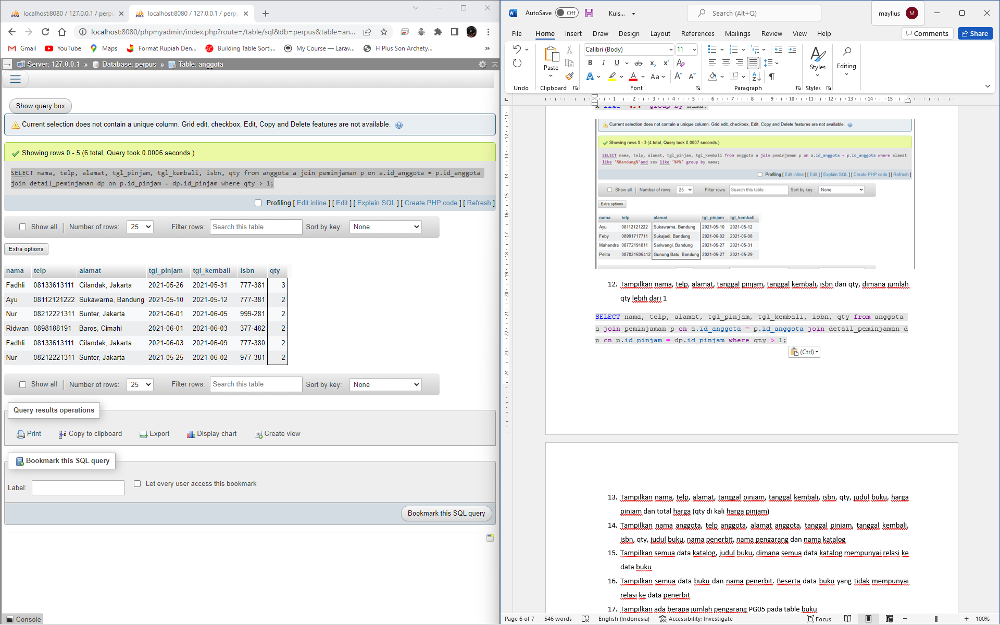 localhost:8080 / 127.0.0.1 / perpu
localhost:8080 / 127.0.0.1 / perpu
localhost:8080/phpmyadmin/index.php?route=/table/sql&db=perpus&table=an...
Gmail YouTube Maps Format Rupiah Den... Building Table Sorti... My Course — Larav... H Plus Son Archety... »
Server: 127.0.0.1 » Database: perpus » Table: anggota
Show query box
Current selection does not contain a unique column. Grid edit, checkbox, Edit, Copy and Delete features are not available.
Showing rows 0 - 5 (6 total, Query took 0.0006 seconds.)
SELECT nama, telp, alamat, tgl_pinjam, tgl_kembali, isbn, qty from anggota a join peminjaman p on a.id_anggota = p.id_anggota
join detail_peminjaman dp on p.id_pinjam = dp.id_pinjam where qty > 1;
Profiling [ Edit inline ] [ Edit ] [ Explain SQL ] [ Create PHP code ] [ Refresh ]
Show all Number of rows: 25 Filter rows: Search this table Sort by key: None
Extra options
nama telp alamat tgl_pinjam tgl_kembali isbn qty
Fadhli 08133613111 Cilandak, Jakarta 2021-05-26 2021-05-31 777-381 3
Ayu 08112121222 Sukawarna, Bandung 2021-05-10 2021-05-12 777-381 2
Nur 08212221311 Sunter, Jakarta 2021-06-01 2021-06-05 999-281 2
Ridwan 0898188191 Baros, Cimahi 2021-06-01 2021-06-03 377-482 2
Fadhli 08133613111 Cilandak, Jakarta 2021-06-03 2021-06-09 777-380 2
Nur 08212221311 Sunter, Jakarta 2021-05-25 2021-06-02 977-381 2
Show all Number of rows: 25 Filter rows: Search this table Sort by key: None
Query results operations
Print Copy to clipboard Export Display chart Create view
Bookmark this SQL query
Label: Let every user access this bookmark
Bookmark this SQL query
Console
AutoSave Off Kuis... Search (Alt+Q) maylius M
File Home Insert Draw Design Layout References Mailings Review View Help Comments Share
Calibri (Body) 11
Paste Styles Editing
Undo Clipboard Font Paragraph Styles
1 2 3 4 5 6 7 8 9 10 11 12 13 14 15
11 12 13 14 15 16 17 18 19 20 21 22 23 24
x like '%P%' group by nama;
Current selection does not contain a unique column. Grid edit, checkbox, Edit, Copy and Delete features are not available.
Showing rows 0 - 3 (4 total, Query took 0.0007 seconds.)
SELECT nama, telp, alamat, tgl_pinjam, tgl_kembali from anggota a join peminjaman p on a.id_anggota = p.id_anggota where alamat
like '%Bandung%'and sex like '%P%' group by nama;
Profiling [ Edit inline ] [ Edit ] [ Explain SQL ] [ Create PHP code ] [ Refresh ]
Show all Number of rows: 25 Filter rows: Search this table Sort by key: None
Extra options
nama telp alamat tgl_pinjam tgl_kembali
Ayu 08112121222 Sukawarna, Bandung 2021-05-10 2021-05-12
Feby 08991717711 Sukajadi, Bandung 2021-06-02 2021-06-08
Mahendra 08772191811 Sariwangi, Bandung 2021-05-27 2021-05-31
Pelita 087821505412 Gunung Batu, Bandung 2021-05-27 2021-05-29
12. Tampilkan nama, telp, alamat, tanggal pinjam, tanggal kembali, isbn dan qty, dimana jumlah
qty lebih dari 1
SELECT nama, telp, alamat, tgl_pinjam, tgl_kembali, isbn, qty from anggota
a join peminjaman p on a.id_anggota = p.id_anggota join detail_peminjaman d
p on p.id_pinjam = dp.id_pinjam where qty > 1;
(Ctrl)
13. Tampilkan nama, telp, alamat, tanggal pinjam, tanggal kembali, isbn, qty, judul buku, harga
pinjam dan total harga (qty di kali harga pinjam)
14. Tampilkan nama anggota, telp anggota, alamat anggota, tanggal pinjam, tanggal kembali,
isbn, qty, judul buku, nama penerbit, nama pengarang dan nama katalog
15. Tampilkan semua data katalog, judul buku, dimana semua data katalog mempunyai relasi ke
data buku
16. Tampilkan semua data buku dan nama penerbit. Beserta data buku yang tidak mempunyai
relasi ke data penerbit
17. Tampilkan ada berapa jumlah pengarang PG05 pada table buku
Page 6 of 7 546 words English (Indonesia) Accessibility: Investigate Focus 100%